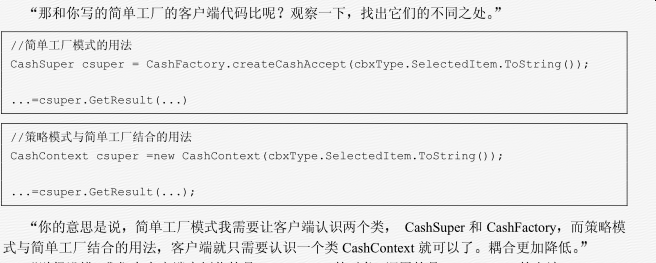 “那和你写的简单工厂的客户端代码比呢？观察一下，找出它们的不同之处。”
//简单工厂模式的用法
CashSuper csuper = CashFactory.createCashAccept(cbxType.SelectedItem.ToString());
...=csuper.GetResult(...)
//策略模式与简单工厂结合的用法
CashContext csuper =new CashContext(cbxType.SelectedItem.ToString());
...=csuper.GetResult(...);
“你的意思是说，简单工厂模式我需要让客户端认识两个类， CashSuper 和 CashFactory，而策略模
式与简单工厂结合的用法，客户端就只需要认识一个类 CashContext 就可以了。耦合更加降低。”